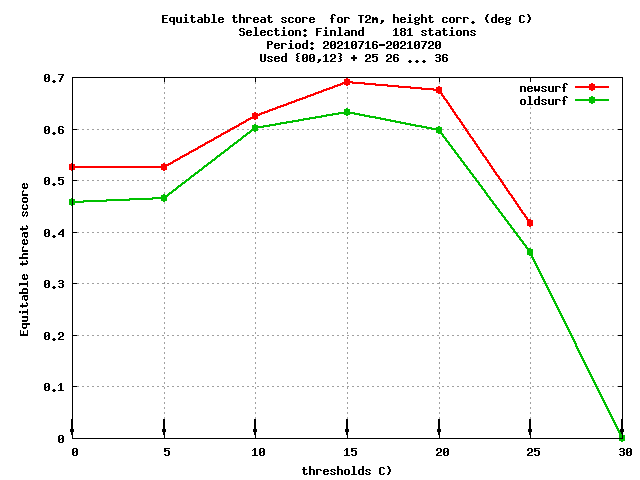 Equitable threat score  for T2m, height corr. (deg C)
Selection: Finland    181 stations
Period: 20210716-20210720
Used {00,12} + 25 26 ... 36
newsurf
oldsurf
0.7
0.6
0.5
0.4
0.3
0.2
0.1
0
Equitable threat score
0 5 10 15 20 25 30
thresholds C)